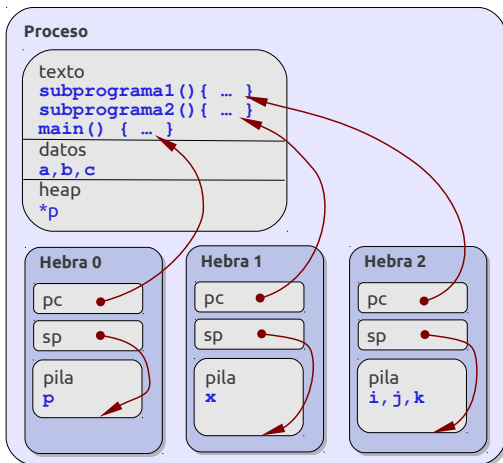 Proceso
texto
subprograma1(){ … }
subprograma2(){ … }
main() { … }
datos
a,b,c
heap
*p
Hebra 0
pc
sp
pila
p
Hebra 1
pc
sp
pila
x
Hebra 2
pc
sp
pila
i,j,k